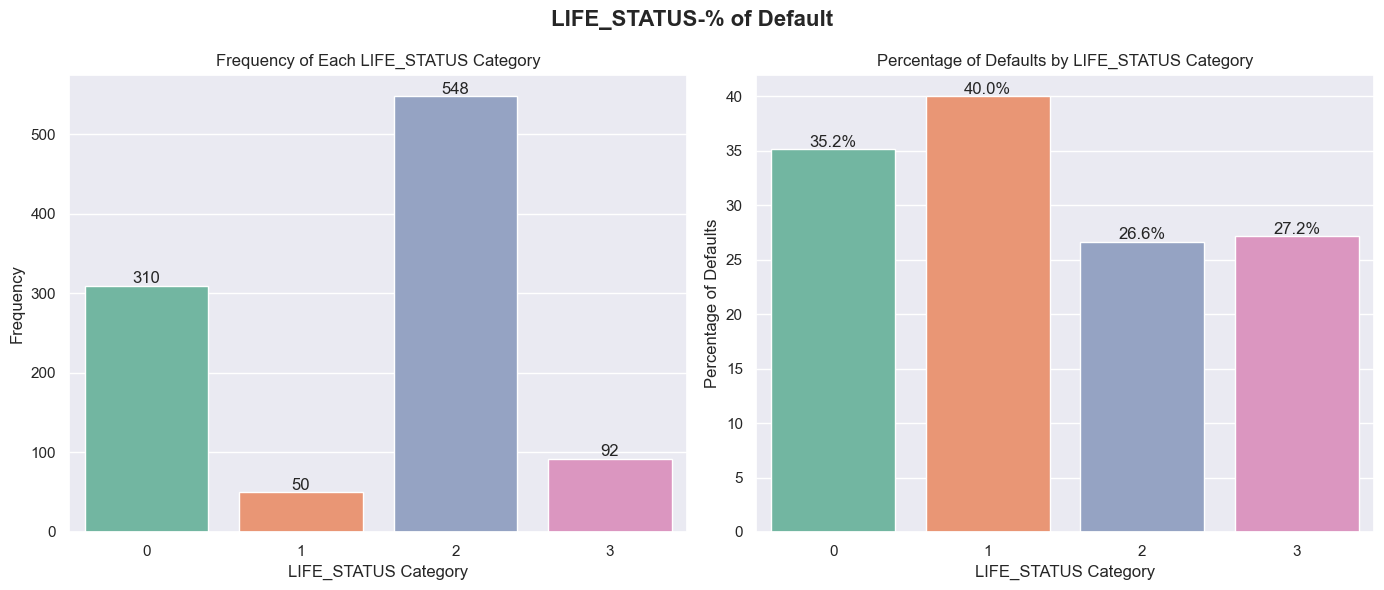 LIFE_STATUS-% of Default
Frequency of Each LIFE_STATUS Category
548
500
400
310
300
200
92
100
50
0
0 1 2 3
Frequency
LIFE_STATUS Category
Percentage of Defaults by LIFE_STATUS Category
40.0%
40
35.2%
35
30
27.2%
26.6%
25
20
15
10
5
0
0 1 2 3
Percentage of Defaults
LIFE_STATUS Category